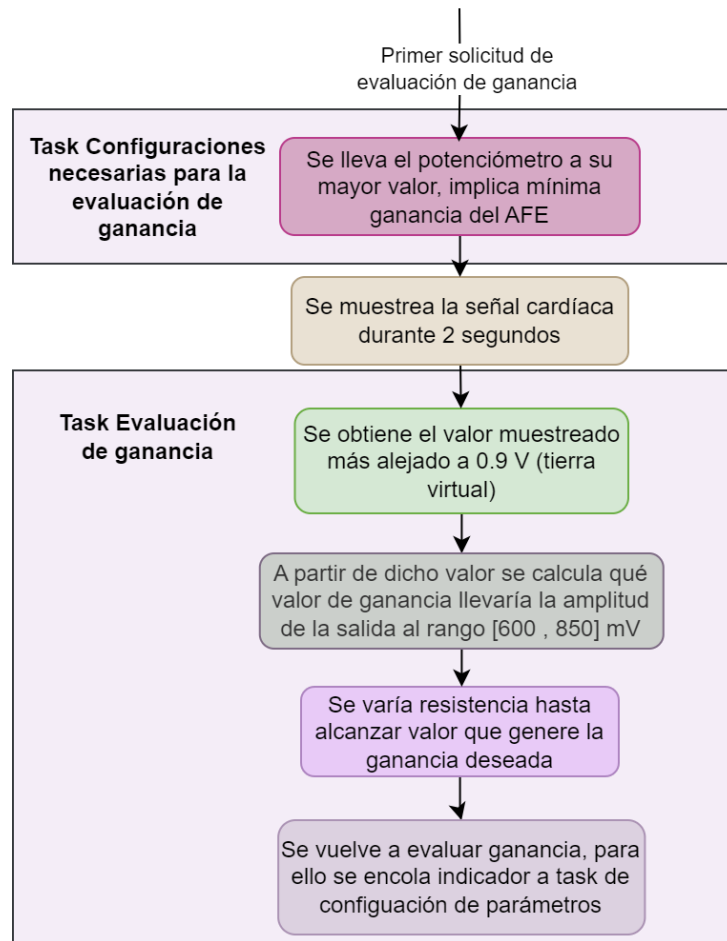 Primer solicitud de
evaluación de ganancia
Task Configuraciones
necesarias para la
evaluación de
ganancia
Se lleva el potenciómetro a su
mayor valor, implica mínima
ganancia del AFE
Se muestrea la señal cardíaca
durante 2 segundos
Task Evaluación
de ganancia
Se obtiene el valor muestreado
más alejado a 0.9 V (tierra
virtual)
A partir de dicho valor se calcula qué
valor de ganancia llevaría la amplitud
de la salida al rango [600 , 850] mV
Se varía resistencia hasta
alcanzar valor que genere la
ganancia deseada
Se vuelve a evaluar ganancia, para
ello se encola indicador a task de
configuación de parámetros